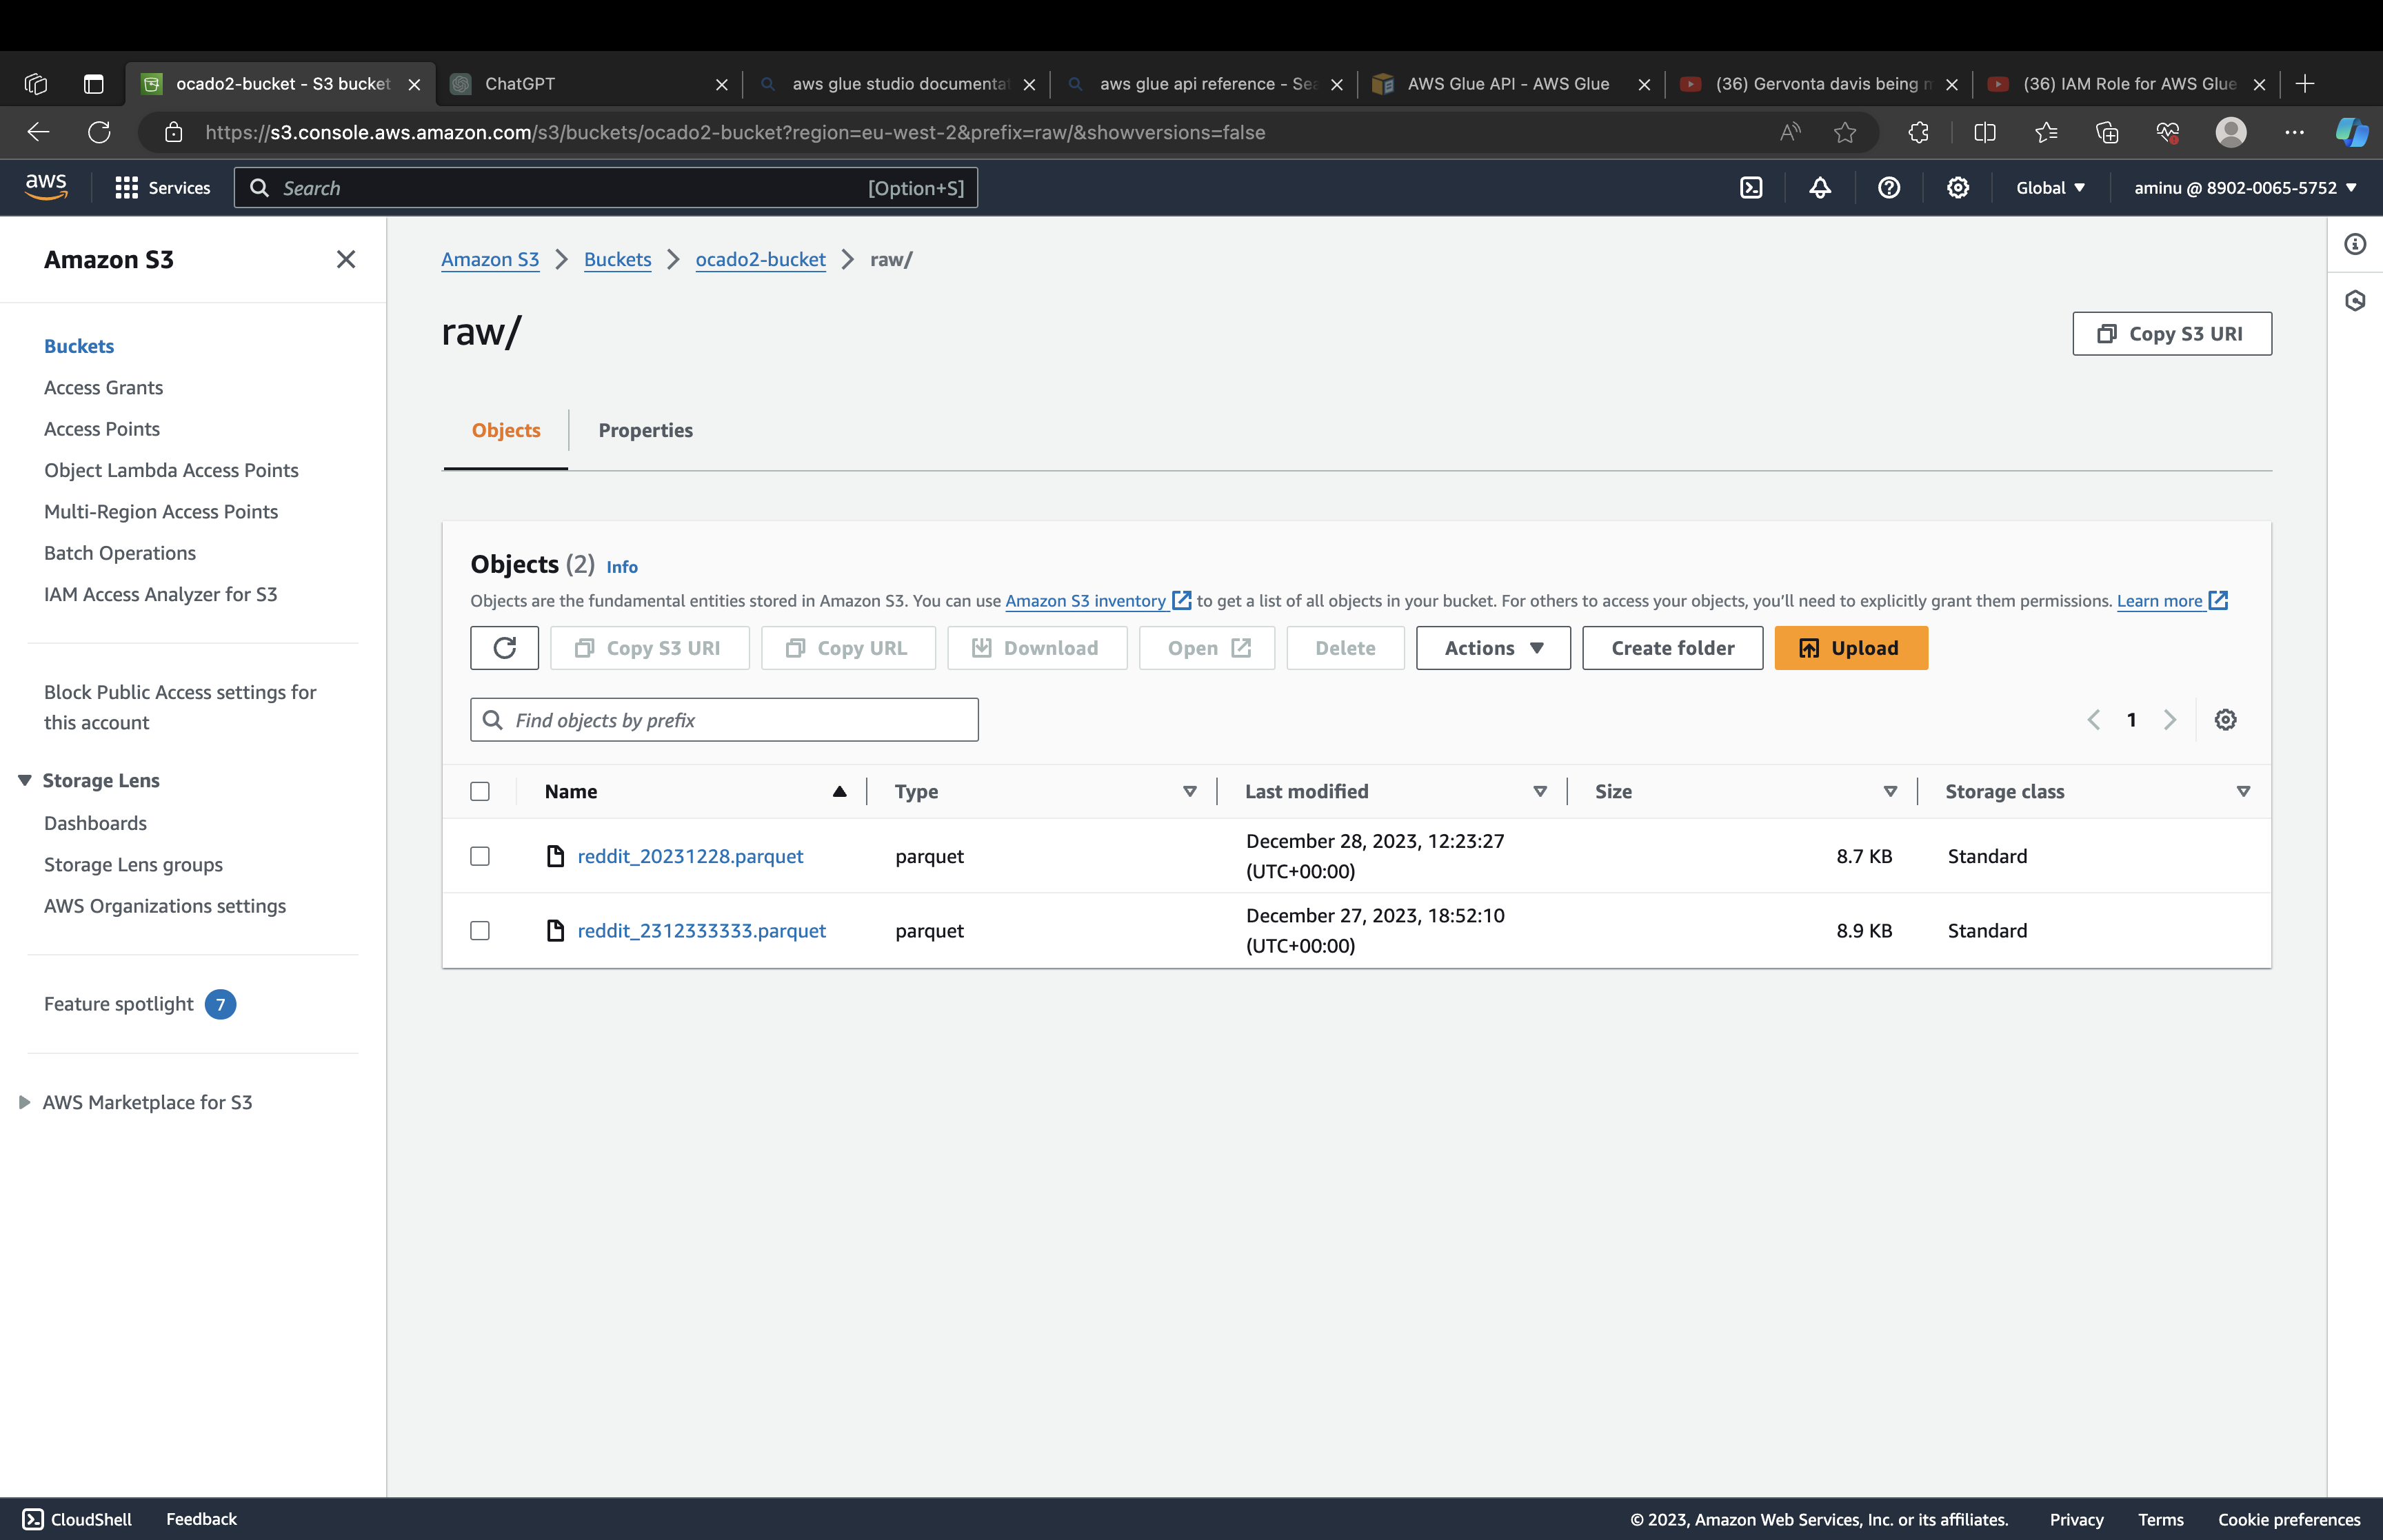 ocado2-bucket - S3 bucket
ChatGPT
aws glue studio documentat
aws glue api reference - Sea
AWS Glue API - AWS Glue
(36) Gervonta davis being m
(36) IAM Role for AWS Glue
https://s3.console.aws.amazon.com/s3/buckets/ocado2-bucket?region=eu-west-2&prefix=raw/&showversions=false
aws
Services
Search
[Option+S]
Global
aminu @ 8902-0065-5752
Amazon S3
Buckets
Access Grants
Access Points
Object Lambda Access Points
Multi-Region Access Points
Batch Operations
IAM Access Analyzer for S3
Block Public Access settings for
this account
Storage Lens
Dashboards
Storage Lens groups
AWS Organizations settings
Feature spotlight 7
AWS Marketplace for S3
Amazon S3 > Buckets > ocado2-bucket > raw/
raw/
Copy S3 URI
Objects
Properties
Objects (2) Info
Objects are the fundamental entities stored in Amazon S3. You can use Amazon S3 inventory to get a list of all objects in your bucket. For others to access your objects, you'll need to explicitly grant them permissions. Learn more
Copy S3 URI
Copy URL
Download
Open
Delete
Actions
Create folder
Upload
Find objects by prefix
1
Name
Type
Last modified
Size
Storage class
reddit_20231228.parquet
parquet
December 28, 2023, 12:23:27
(UTC+00:00)
8.7 KB
Standard
reddit_2312333333.parquet
parquet
December 27, 2023, 18:52:10
(UTC+00:00)
8.9 KB
Standard
CloudShell
Feedback
© 2023, Amazon Web Services, Inc. or its affiliates.
Privacy
Terms
Cookie preferences